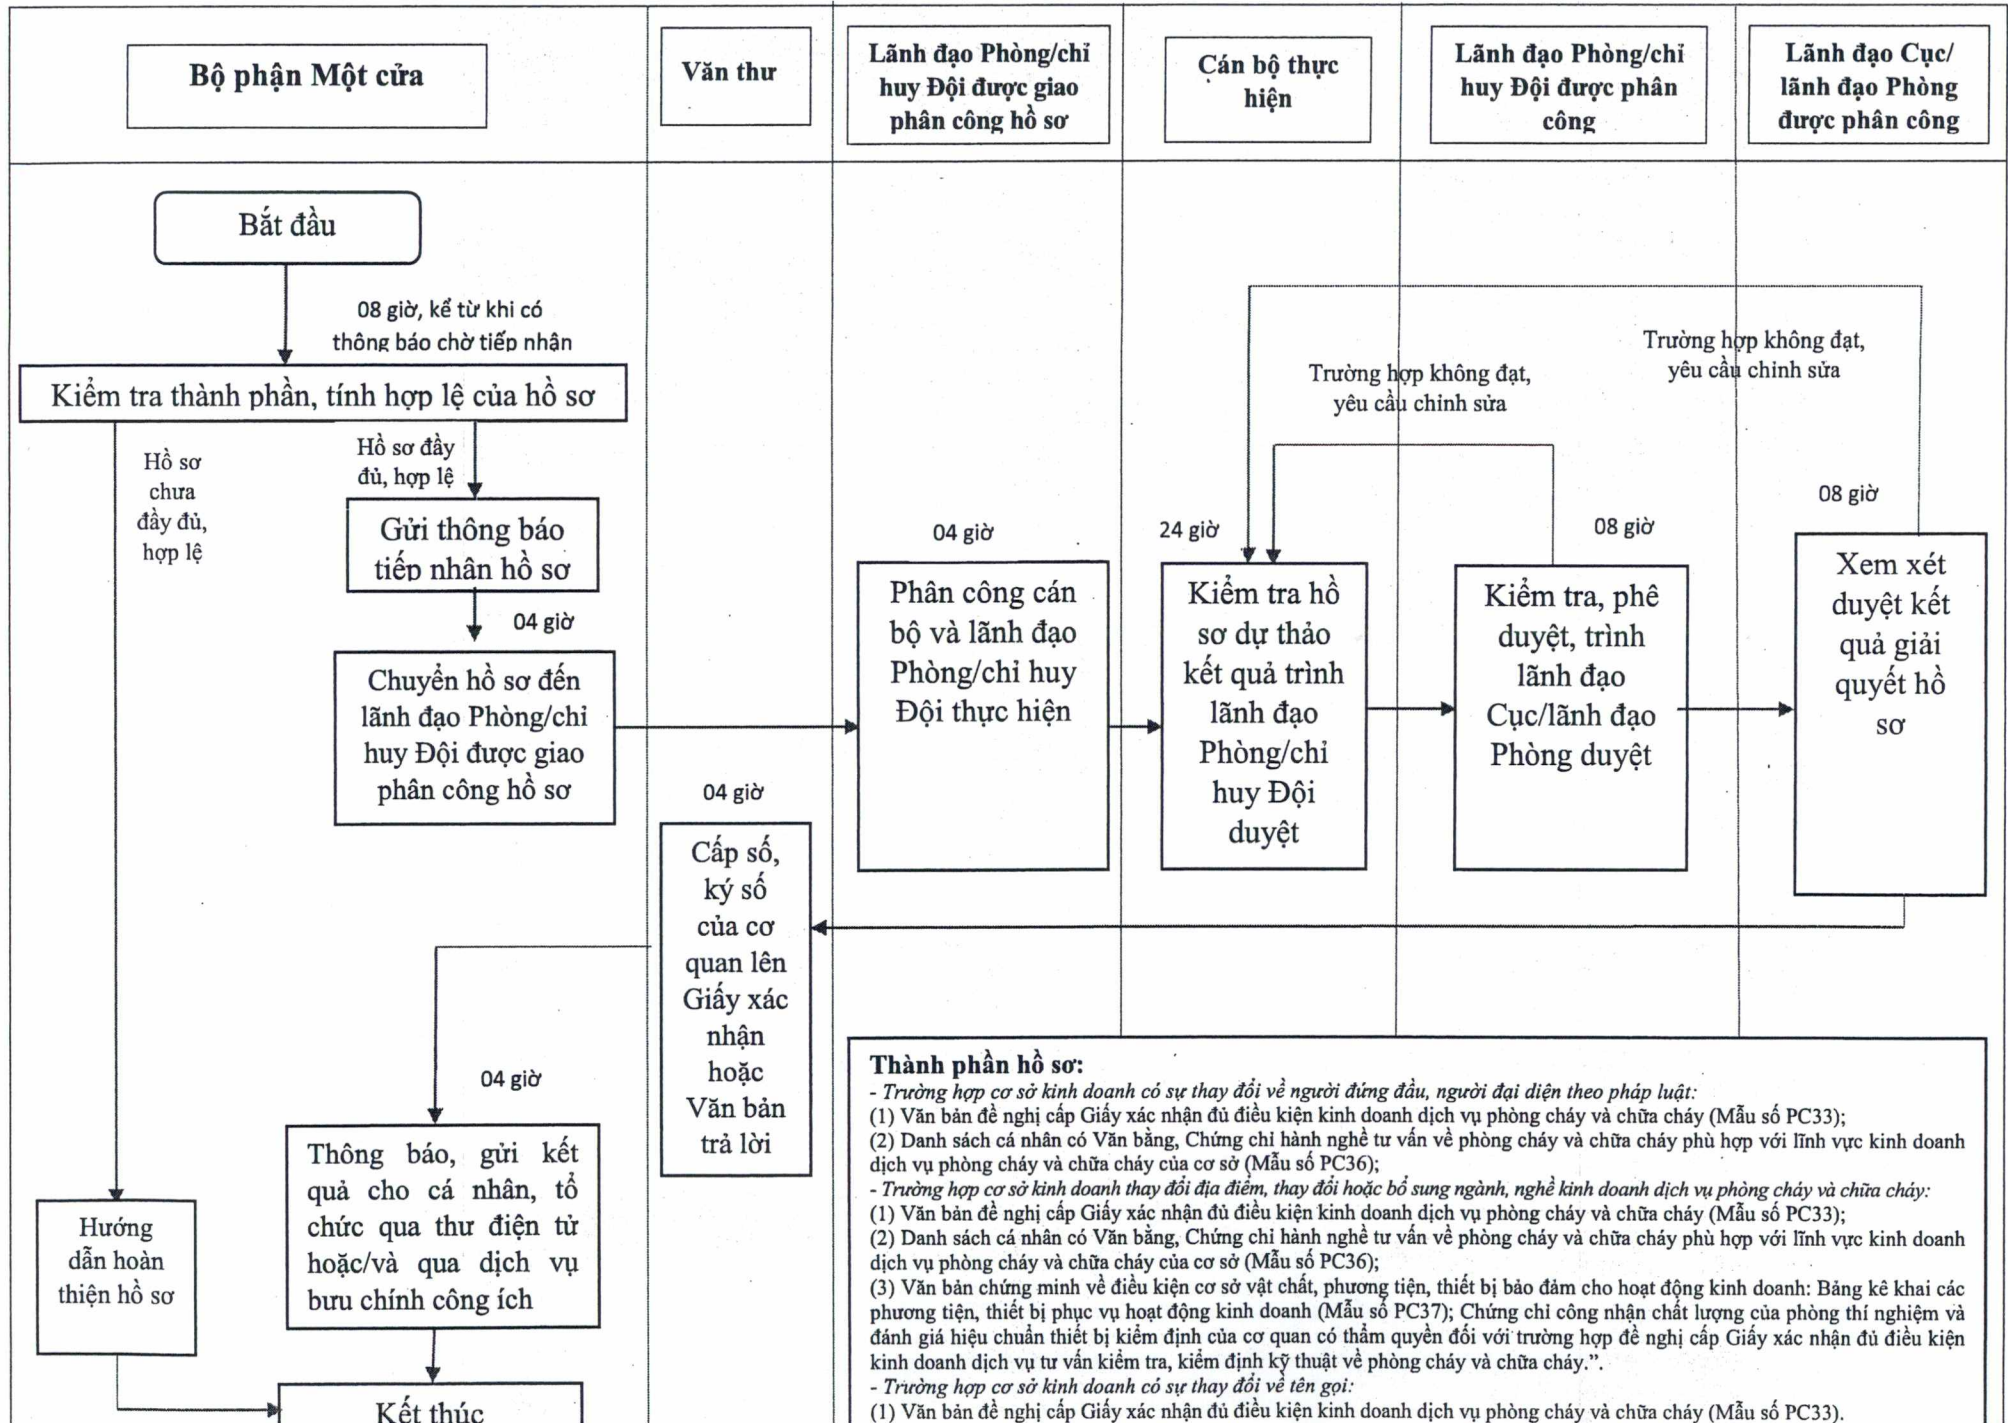 Bộ phận Một cửa
Văn thư
Lãnh đạo Phòng/chỉ
huy Đội được giao
phân công hồ sơ
Cán bộ thực
hiện
Lãnh đạo Phòng/chỉ
huy Đội được phân
công
Lãnh đạo Cục/
lãnh đạo Phòng
được phân công
Bắt đầu
08 giờ, kể từ khi có
thông báo chờ tiếp nhận
Kiểm tra thành phần, tính hợp lệ của hồ sơ
Hồ sơ
chưa
đầy đủ,
hợp lệ
Hồ sơ đầy
đủ, hợp lệ
Gửi thông báo
tiếp nhận hồ sơ
04 giờ
Chuyển hồ sơ đến
lãnh đạo Phòng/chỉ
huy Đội được giao
phân công hồ sơ
04 giờ
Phân công cán
bộ và lãnh đạo
Phòng/chỉ huy
Đội thực hiện
24 giờ
Kiểm tra hồ
sơ dự thảo
kết quả trình
lãnh đạo
Phòng/chỉ
huy Đội
duyệt
Trường hợp không đạt,
yêu cầu chỉnh sửa
08 giờ
Kiểm tra, phê
duyệt, trình
lãnh đạo
Cục/lãnh đạo
Phòng duyệt
Trường hợp không đạt,
yêu cầu chỉnh sửa
08 giờ
Xem xét
duyệt kết
quả giải
quyết hồ
sơ
04 giờ
Cấp số,
ký số
của cơ
quan lên
Giấy xác
nhận
hoặc
Văn bản
trả lời
04 giờ
Thông báo, gửi kết
quả cho cá nhân, tổ
chức qua thư điện tử
hoặc/và qua dịch vụ
bưu chính công ích
Hướng
dẫn hoàn
thiện hồ sơ
Kết thúc
Thành phần hồ sơ:
- Trường hợp cơ sở kinh doanh có sự thay đổi về người đứng đầu, người đại diện theo pháp luật:
(1) Văn bản đề nghị cấp Giấy xác nhận đủ điều kiện kinh doanh dịch vụ phòng cháy và chữa cháy (Mẫu số PC33);
(2) Danh sách cá nhân có Văn bằng, Chứng chỉ hành nghề tư vấn về phòng cháy và chữa cháy phù hợp với lĩnh vực kinh doanh
dịch vụ phòng cháy và chữa cháy của cơ sở (Mẫu số PC36);
- Trường hợp cơ sở kinh doanh thay đổi địa điểm, thay đổi hoặc bổ sung ngành, nghề kinh doanh dịch vụ phòng cháy và chữa cháy:
(1) Văn bản đề nghị cấp Giấy xác nhận đủ điều kiện kinh doanh dịch vụ phòng cháy và chữa cháy (Mẫu số PC33);
(2) Danh sách cá nhân có Văn bằng, Chứng chỉ hành nghề tư vấn về phòng cháy và chữa cháy phù hợp với lĩnh vực kinh doanh
dịch vụ phòng cháy và chữa cháy của cơ sở (Mẫu số PC36);
(3) Văn bản chứng minh về điều kiện cơ sở vật chất, phương tiện, thiết bị bảo đảm cho hoạt động kinh doanh: Bảng kê khai các
phương tiện, thiết bị phục vụ hoạt động kinh doanh (Mẫu số PC37); Chứng chỉ công nhận chất lượng của phòng thí nghiệm và
đánh giá hiệu chuẩn thiết bị kiểm định của cơ quan có thẩm quyền đối với trường hợp đề nghị cấp Giấy xác nhận đủ điều kiện
kinh doanh dịch vụ tư vấn kiểm tra, kiểm định kỹ thuật về phòng cháy và chữa cháy.”.
- Trường hợp cơ sở kinh doanh có sự thay đổi về tên gọi:
(1) Văn bản đề nghị cấp Giấy xác nhận đủ điều kiện kinh doanh dịch vụ phòng cháy và chữa cháy (Mẫu số PC33).